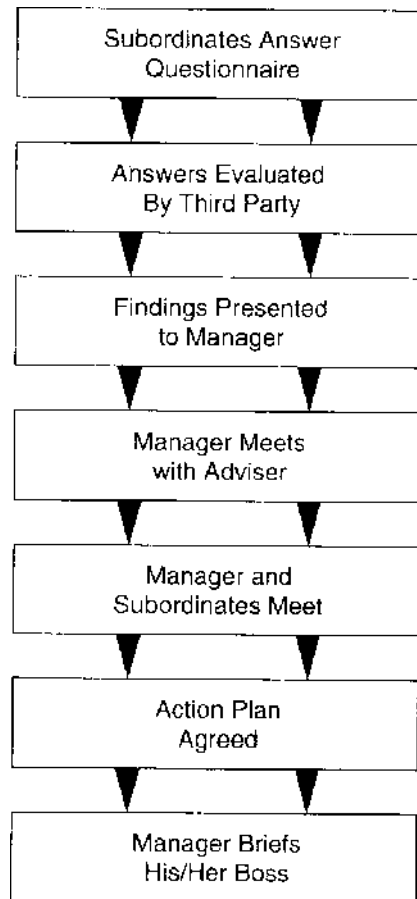 Subordinates Answer
Questionnaire
Answers Evaluated
By Third Party
Findings Presented
to Manager
Manager Meets
with Adviser
Manager and
Subordinates Meet
Action Plan
Agreed
Manager Briefs
His/Her Boss